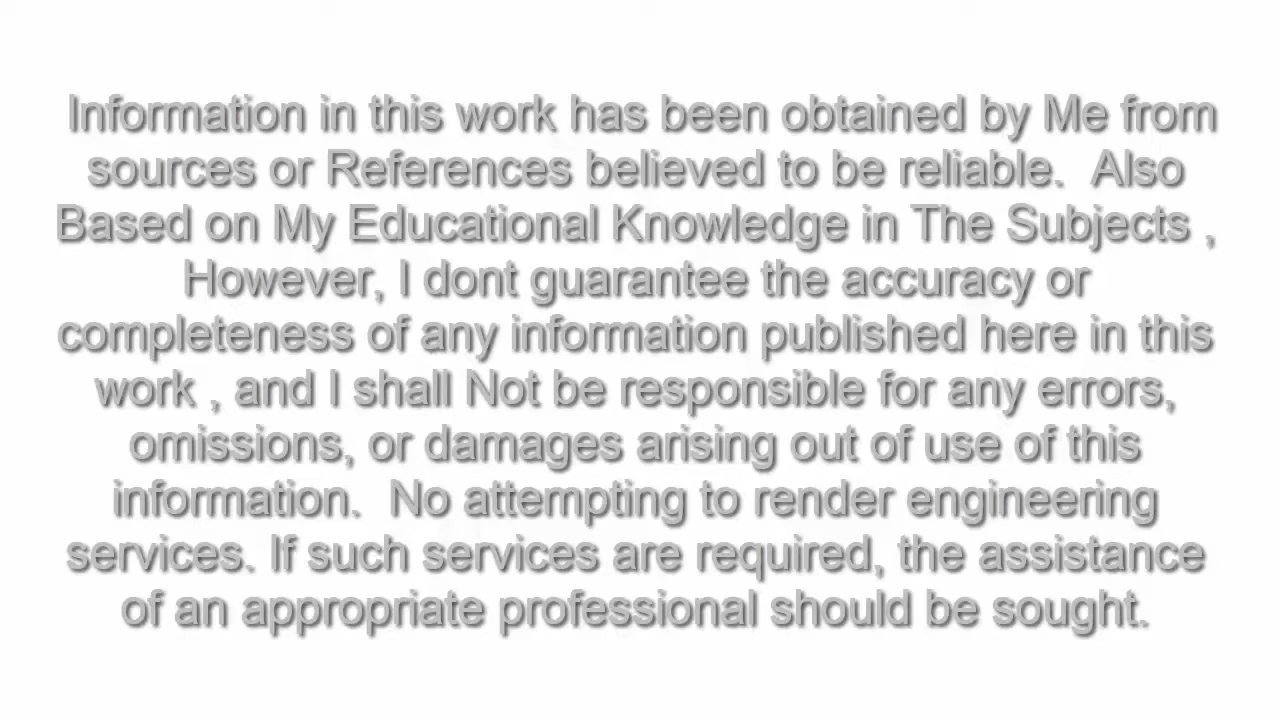 Information in this work has been obtained by Me from
sources or References believed to be reliable.  Also
Based on My Educational Knowledge in The Subjects ,
However, I dont guarantee the accuracy or
completeness of any information published here in this
work , and I shall Not be responsible for any errors,
omissions, or damages arising out of use of this
information.  No attempting to render engineering
services. If such services are required, the assistance
of an appropriate professional should be sought.